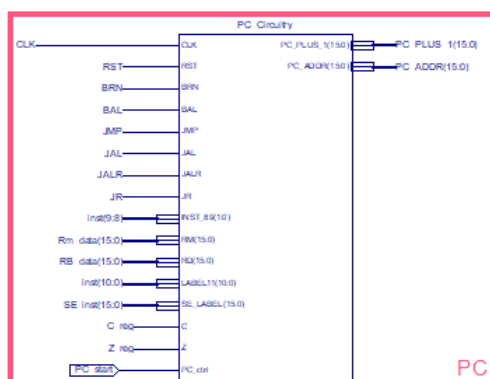 PC Circuitry
CLK CLK PC_PLUS_1(15:0) PC PLUS 1(15:0)
RST RST PC_ADDR(15:0) PC ADDR(15:0)
BRN BRN
BAL BAL
JMP JMP
JAL JAL
JALR JALR
JR JR
inst(9:8) INST_89(1:0)
Rm data(15:0) RM(15:0)
RB data(15:0) RD(15:0)
inst(10:0) LABEL11(10:0)
SE inst(15:0) SE_LABEL(15:0)
C reg C
Z reg Z
PC start PC_ctrl
PC